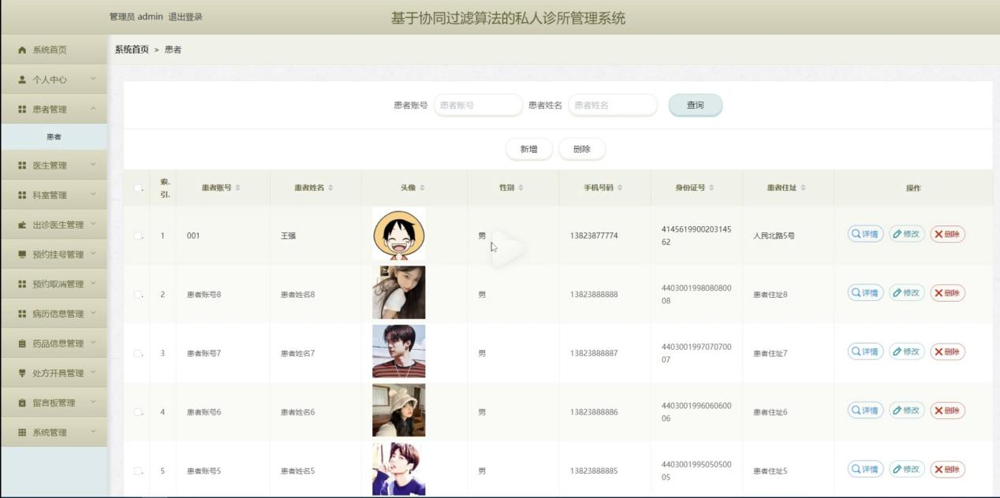 管理员 admin 退出登录
基于协同过滤算法的私人诊所管理系统
系统首页
个人中心
患者管理
患者
医生管理
科室管理
出诊医生管理
预约挂号管理
预约取消管理
病历信息管理
药品信息管理
处方开具管理
留言板管理
系统管理
系统首页 > 患者
患者账号 患者账号 患者姓名 患者姓名 查询
新增 删除
索. 患者账号 患者姓名 头像 性别 手机号码 身份证号 患者住址 操作
引.
1 001 王强 男 13823877774 4145619900203145 人民北路5号 详情 修改 删除
62
2 患者账号8 患者姓名8 男 13823888888 4403001998080800 患者住址8 详情 修改 删除
08
3 患者账号7 患者姓名7 男 13823888887 4403001997070700 患者住址7 详情 修改 删除
07
4 患者账号6 患者姓名6 男 13823888886 4403001996060600 患者住址6 详情 修改 删除
06
5 患者账号5 患者姓名5 男 13823888885 4403001995050500 患者住址5 详情 修改 删除
05